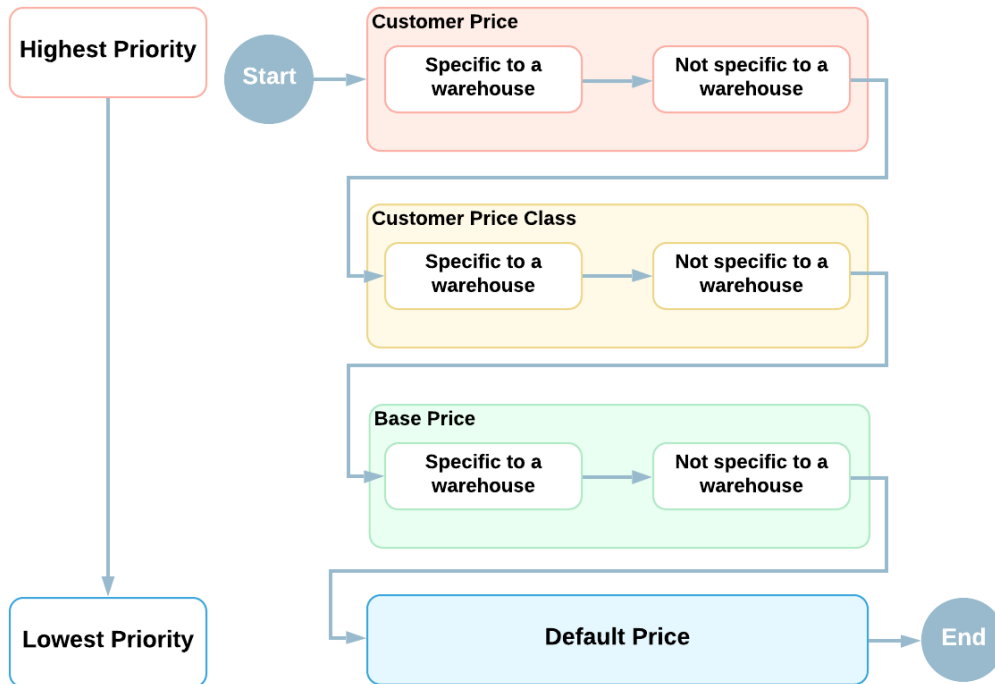 Highest Priority
Start
Customer Price
Specific to a
warehouse
Not specific to a
warehouse
Customer Price Class
Specific to a
warehouse
Not specific to a
warehouse
Base Price
Specific to a
warehouse
Not specific to a
warehouse
Lowest Priority
Default Price
End